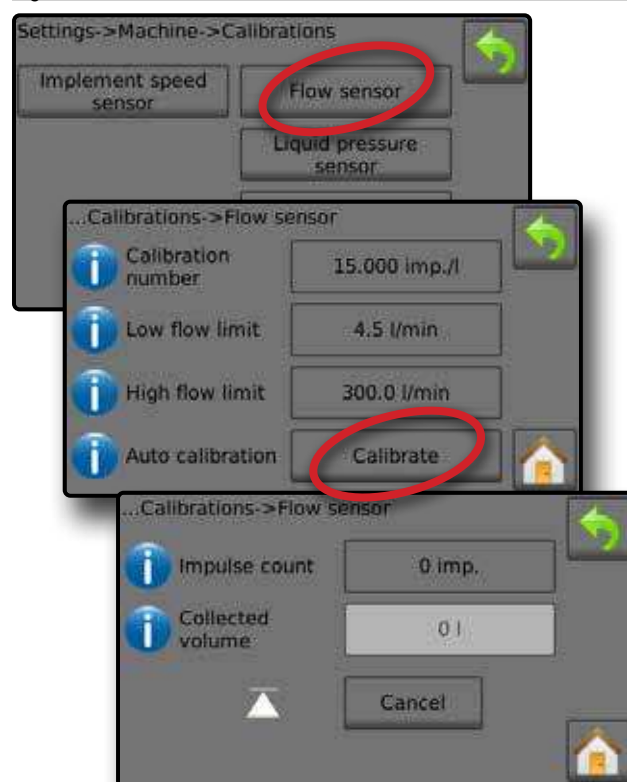 Settings->Machine->Calibrations
Implement speed
sensor
Flow sensor
Liquid pressure
sensor
...Calibrations->Flow sensor
Calibration
number
15.000 imp./l
Low flow limit
4.5 l/min
High flow limit
300.0 l/min
Auto calibration
Calibrate
...Calibrations->Flow sensor
Impulse count
0 imp.
Collected
volume
0 l
Cancel